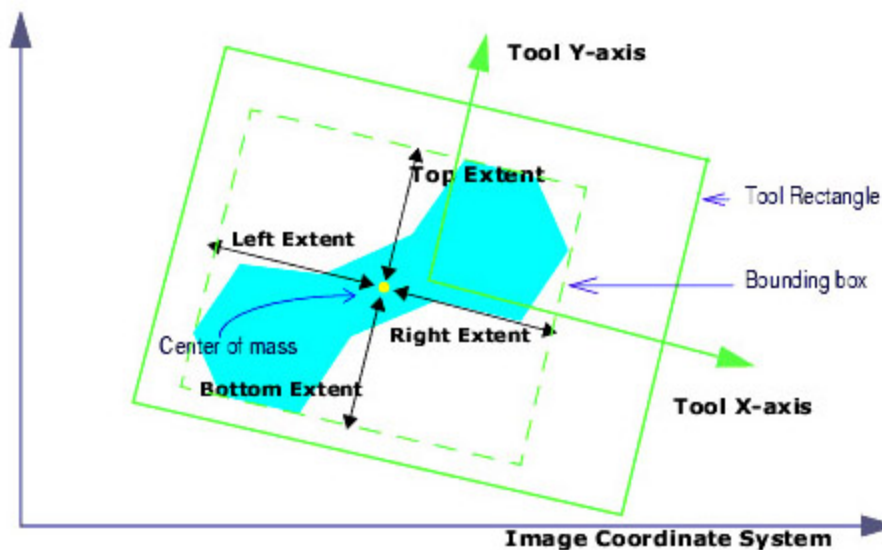 Tool Y-axis
Top Extent
Tool Rectangle
Left Extent
Bounding box
Right Extent
Center of mass
Bottom Extent
Tool X-axis
Image Coordinate System